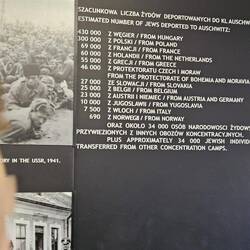 SZACUNKOWA LICZBA ŻYDÓW DEPORTOWANYCH DO KL AUSCHW
ESTIMATED NUMBER OF JEWS DEPORTED TO AUSCHWITZ:
430 000 Z WĘGIER / FROM HUNGARY
300 000 Z POLSKI / FROM POLAND
69 000 Z FRANCJI / FROM FRANCE
60 000 Z HOLANDII / FROM THE NETHERLANDS
55 000 Z GRECJI / FROM GREECE
46 000 Z PROTEKTORATU CZECH I MORAW
FROM THE PROTECTORATE OF BOHEMIA AND MORAVIA
27 000 ZE SŁOWACJI / FROM SLOVAKIA
25 000 Z BELGII / FROM BELGIUM
23 000 Z AUSTRII I NIEMIEC / FROM AUSTRIA AND GERMANY
10 000 Z JUGOSŁAWII / FROM YUGOSLAVIA
7 500 Z WŁOCH / FROM ITALY
690 Z NORWEGII / FROM NORWAY
ORAZ OKOŁO 34 000 OSÓB NARODOWOŚCI ŻYDOWS
PRZYWIEZIONYCH Z INNYCH OBOZÓW KONCENTRACYJNYCH.
PLUS APPROXIMATELY 34 000 JEWISH INDIVID
TRANSFERRED FROM OTHER CONCENTRATION CAMPS.
ORY IN THE USSR, 1941.